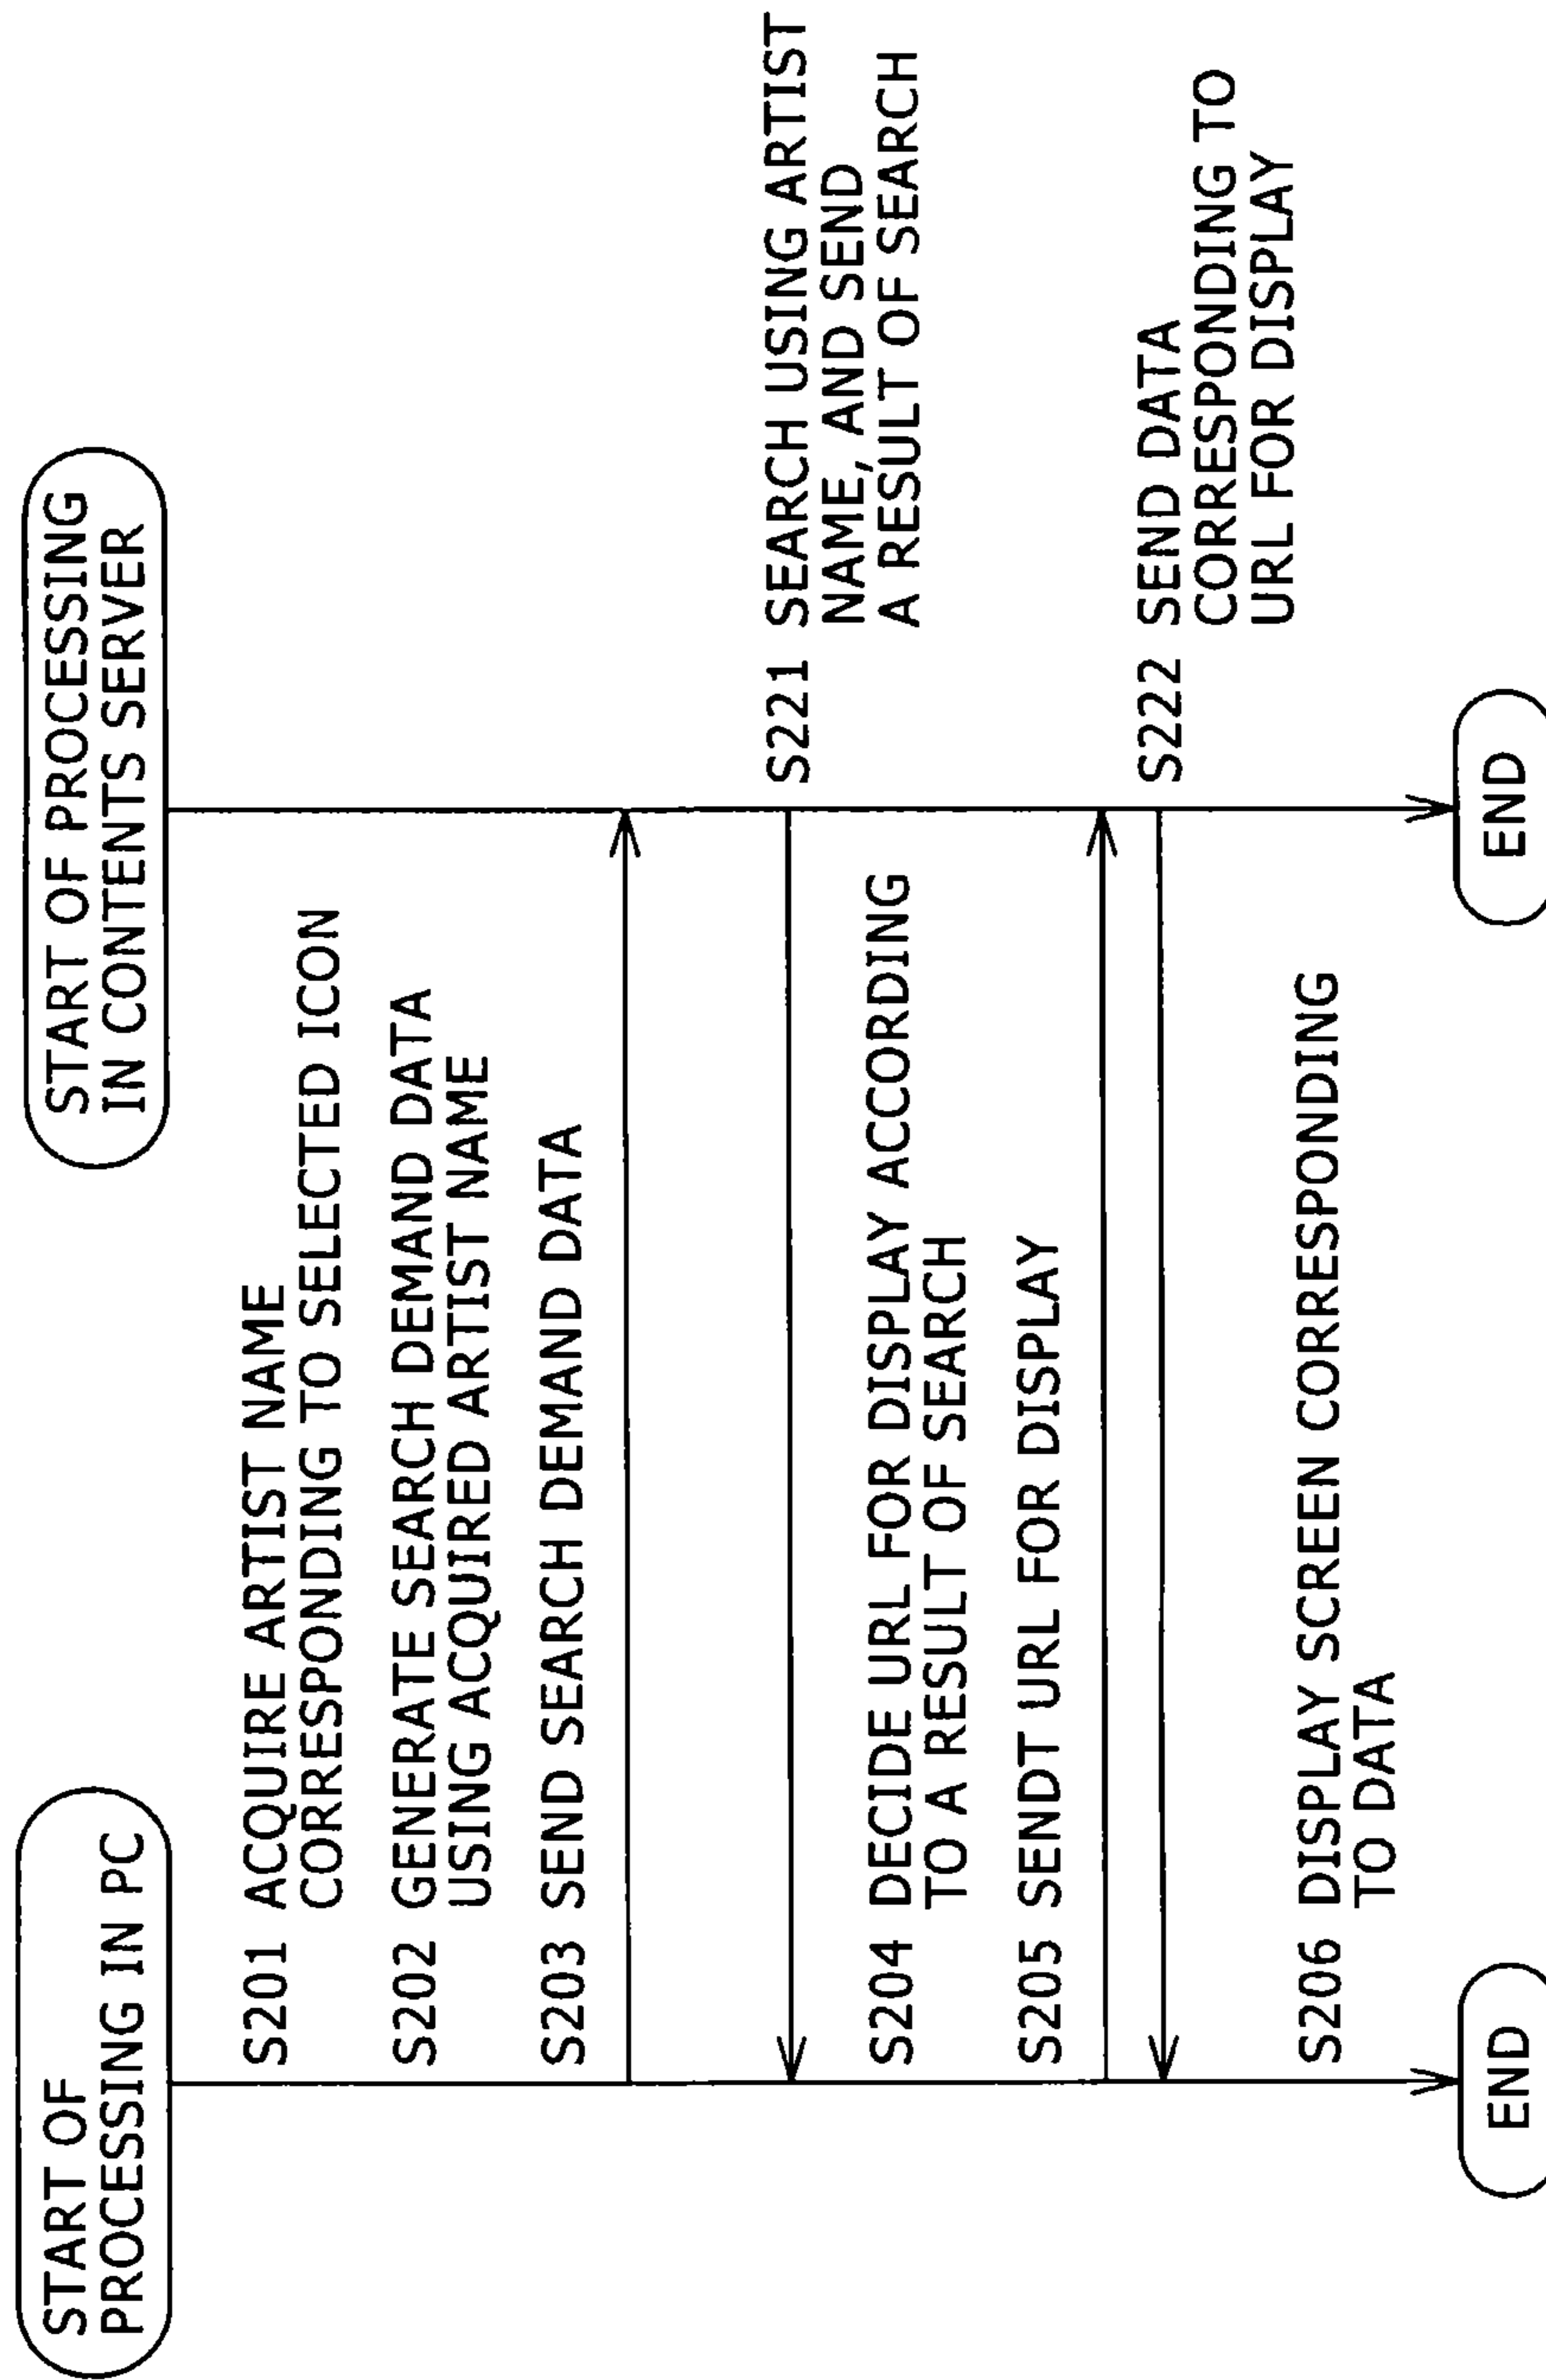 START OF
PROCESSING IN PC
START OF PROCESSING
IN CONTENTS SERVER
S201 ACQUIRE ARTIST NAME
CORRESPONDING TO SELECTED ICON
S202 GENERATE SEARCH DEMAND DATA
USING ACQUIRED ARTIST NAME
S203 SEND SEARCH DEMAND DATA
S221 SEARCH USING ARTIST
NAME, AND SEND
A RESULT OF SEARCH
S204 DECIDE URL FOR DISPLAY ACCORDING
TO A RESULT OF SEARCH
S205 SENDT URL FOR DISPLAY
S222 SEND DATA
CORRESPONDING TO
URL FOR DISPLAY
S206 DISPLAY SCREEN CORRESPONDING
TO DATA
END
END